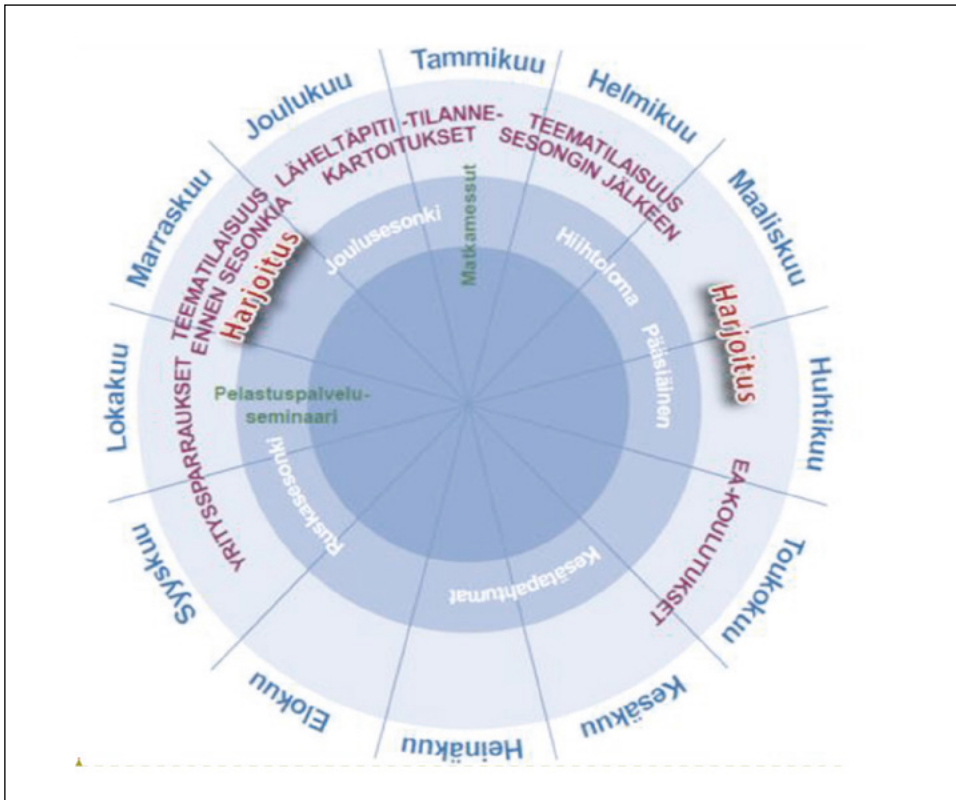 Tammikuu
Helmikuu
Maaliskuu
Huhtikuu
Toukokuu
Kesäkuu
Heinäkuu
Elokuu
Syyskuu
Lokakuu
Marraskuu
Joulukuu
LÄHELTÄPITI -TILANNE-
KARTOITUKSET
TEEMATILAISUUS
SESONGIN JÄLKEEN
Harjoitus
EA-KOULUTUKSET
YRITYSSPARRAUKSET
TEEMATILAISUUS
ENNEN SESONKIA
Harjoitus
Joulusesonki
Matkamessut
Hiihtoloma
Pääsiäinen
Kesätapahtumat
Ruskasesonki
Pelastuspalvelu-
seminaari